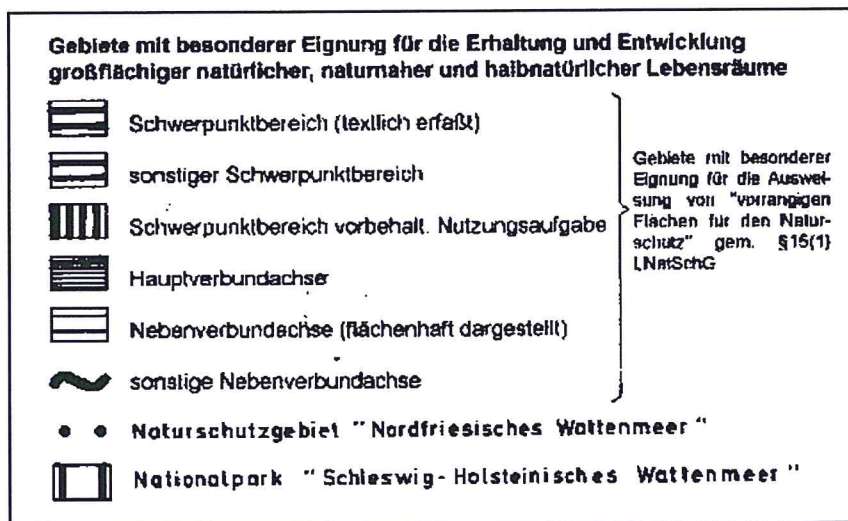 Gebiete mit besonderer Eignung für die Erhaltung und Entwicklung
großflächiger natürlicher, naturnaher und halbnatürlicher Lebensräume
Schwerpunktbereich (textlich erfaßt)
sonstiger Schwerpunktbereich
Schwerpunktbereich vorbehalt. Nutzungsaufgabe
Hauptverbundachse
Nebenverbundachse (flächenhaft dargestellt)
sonstige Nebenverbundachse
Gebiete mit besonderer
Eignung für die Auswei-
sung von "vorrangigen
Flächen für den Natur-
schutz" gem. §15(1)
LNatSchG
Naturschutzgebiet "Nordfriesisches Wattenmeer"
Nationalpark "Schleswig-Holsteinisches Wattenmeer"